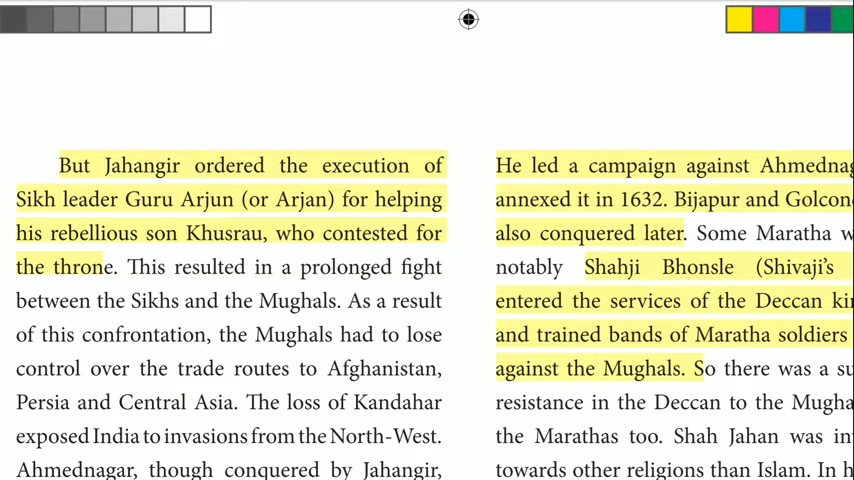 But Jahangir ordered the execution of
Sikh leader Guru Arjun (or Arjan) for helping
his rebellious son Khusrau, who contested for
the throne. This resulted in a prolonged fight
between the Sikhs and the Mughals. As a result
of this confrontation, the Mughals had to lose
control over the trade routes to Afghanistan,
Persia and Central Asia. The loss of Kandahar
exposed India to invasions from the North-West.
Ahmednagar, though conquered by Jahangir,
He led a campaign against
annexed it in 1632. Bijapur and
also conquered later. Some Maratha
notably Shahji Bhonsle (Shivaji's
entered the services of the Deccan
and trained bands of Maratha soldiers
against the Mughals. So there was a
resistance in the Deccan to the
the Marathas too. Shah Jahan was
towards other religions than Islam. In